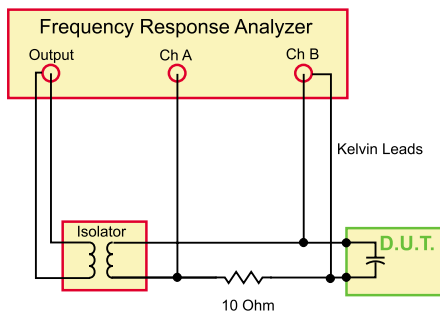 Frequency Response Analyzer
Output
Ch A
Ch B
Kelvin Leads
Isolator
D.U.T.
10 Ohm